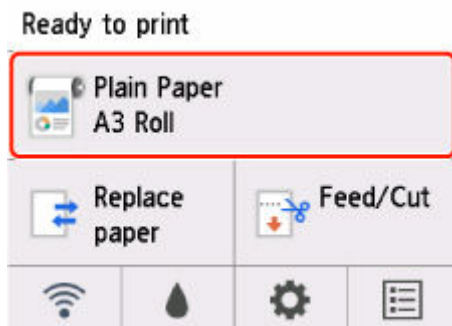 Ready to print
Plain Paper
A3 Roll
Replace
paper
Feed/Cut